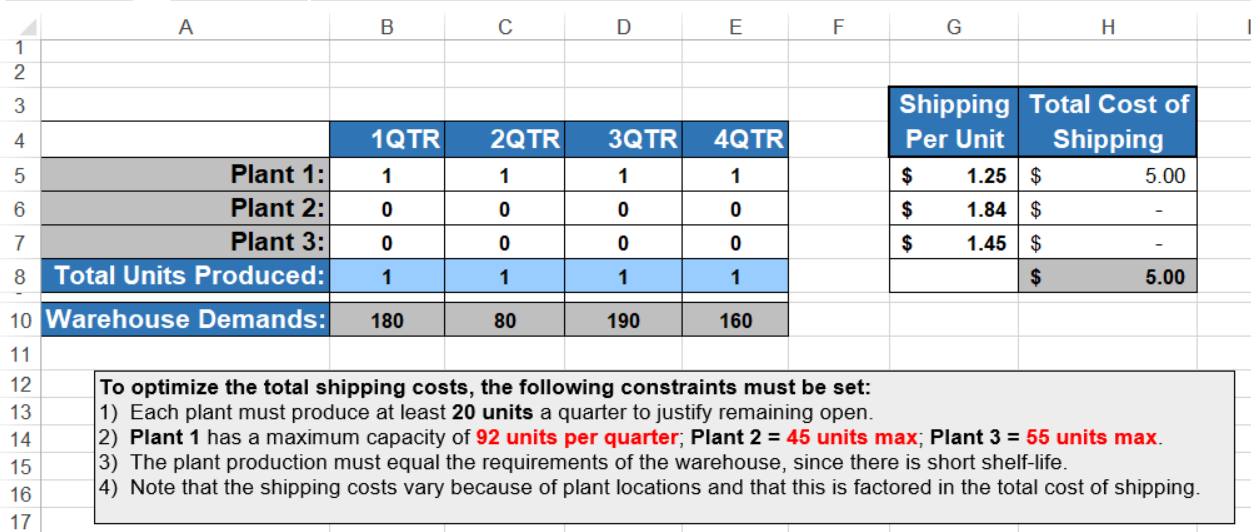 A B C D E F G H
1
2
3 Shipping Total Cost of
4 1QTR 2QTR 3QTR 4QTR Per Unit Shipping
5 Plant 1: 1 1 1 1 $ 1.25 $ 5.00
6 Plant 2: 0 0 0 0 $ 1.84 $ -
7 Plant 3: 0 0 0 0 $ 1.45 $ -
8 Total Units Produced: 1 1 1 1 $ 5.00
10 Warehouse Demands: 180 80 190 160
11
12 To optimize the total shipping costs, the following constraints must be set:
13 1) Each plant must produce at least 20 units a quarter to justify remaining open.
14 2) Plant 1 has a maximum capacity of 92 units per quarter; Plant 2 = 45 units max; Plant 3 = 55 units max.
15 3) The plant production must equal the requirements of the warehouse, since there is short shelf-life.
16 4) Note that the shipping costs vary because of plant locations and that this is factored in the total cost of shipping.
17